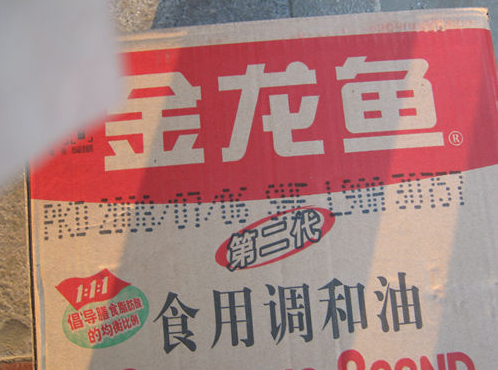 金龙鱼®
PKD 2008/07/06
第二代
1:1:1
倡导膳食脂肪酸
的均衡比例
食用调和油